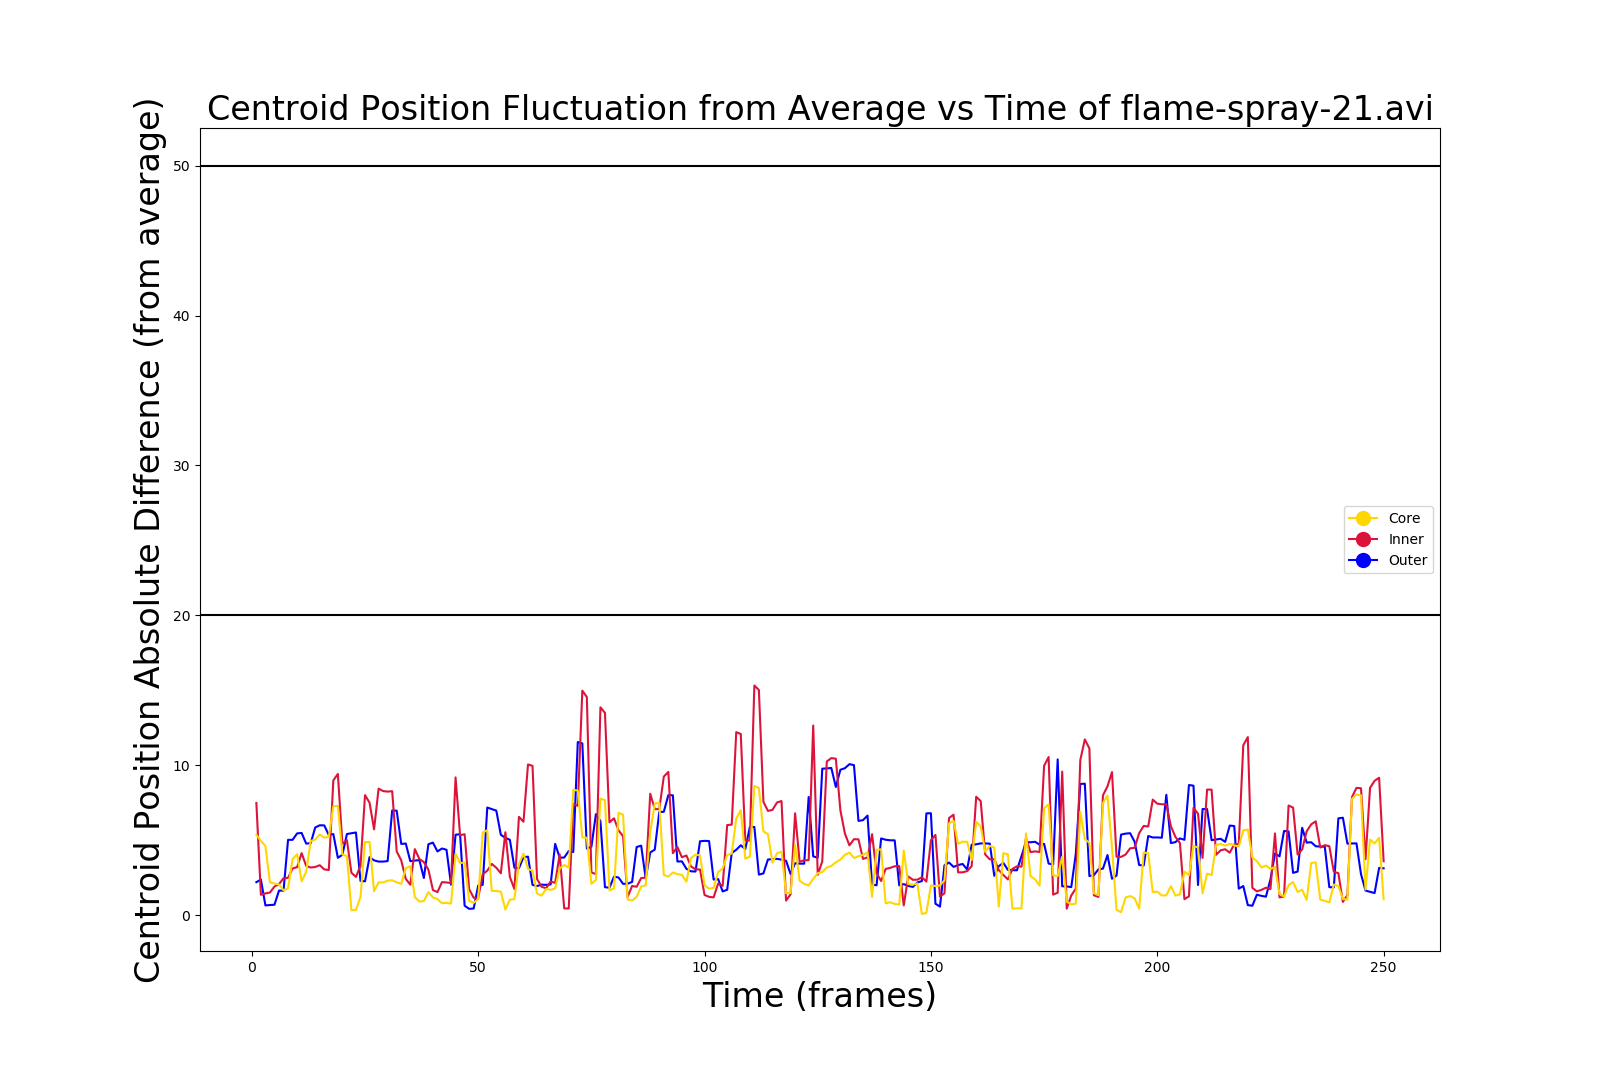 Centroid Position Fluctuation from Average vs Time of flame-spray-21.avi
Centroid Position Absolute Difference (from average)
50
40
30
20
10
0
Core
Inner
Outer
0 50 100 150 200 250
Time (frames)